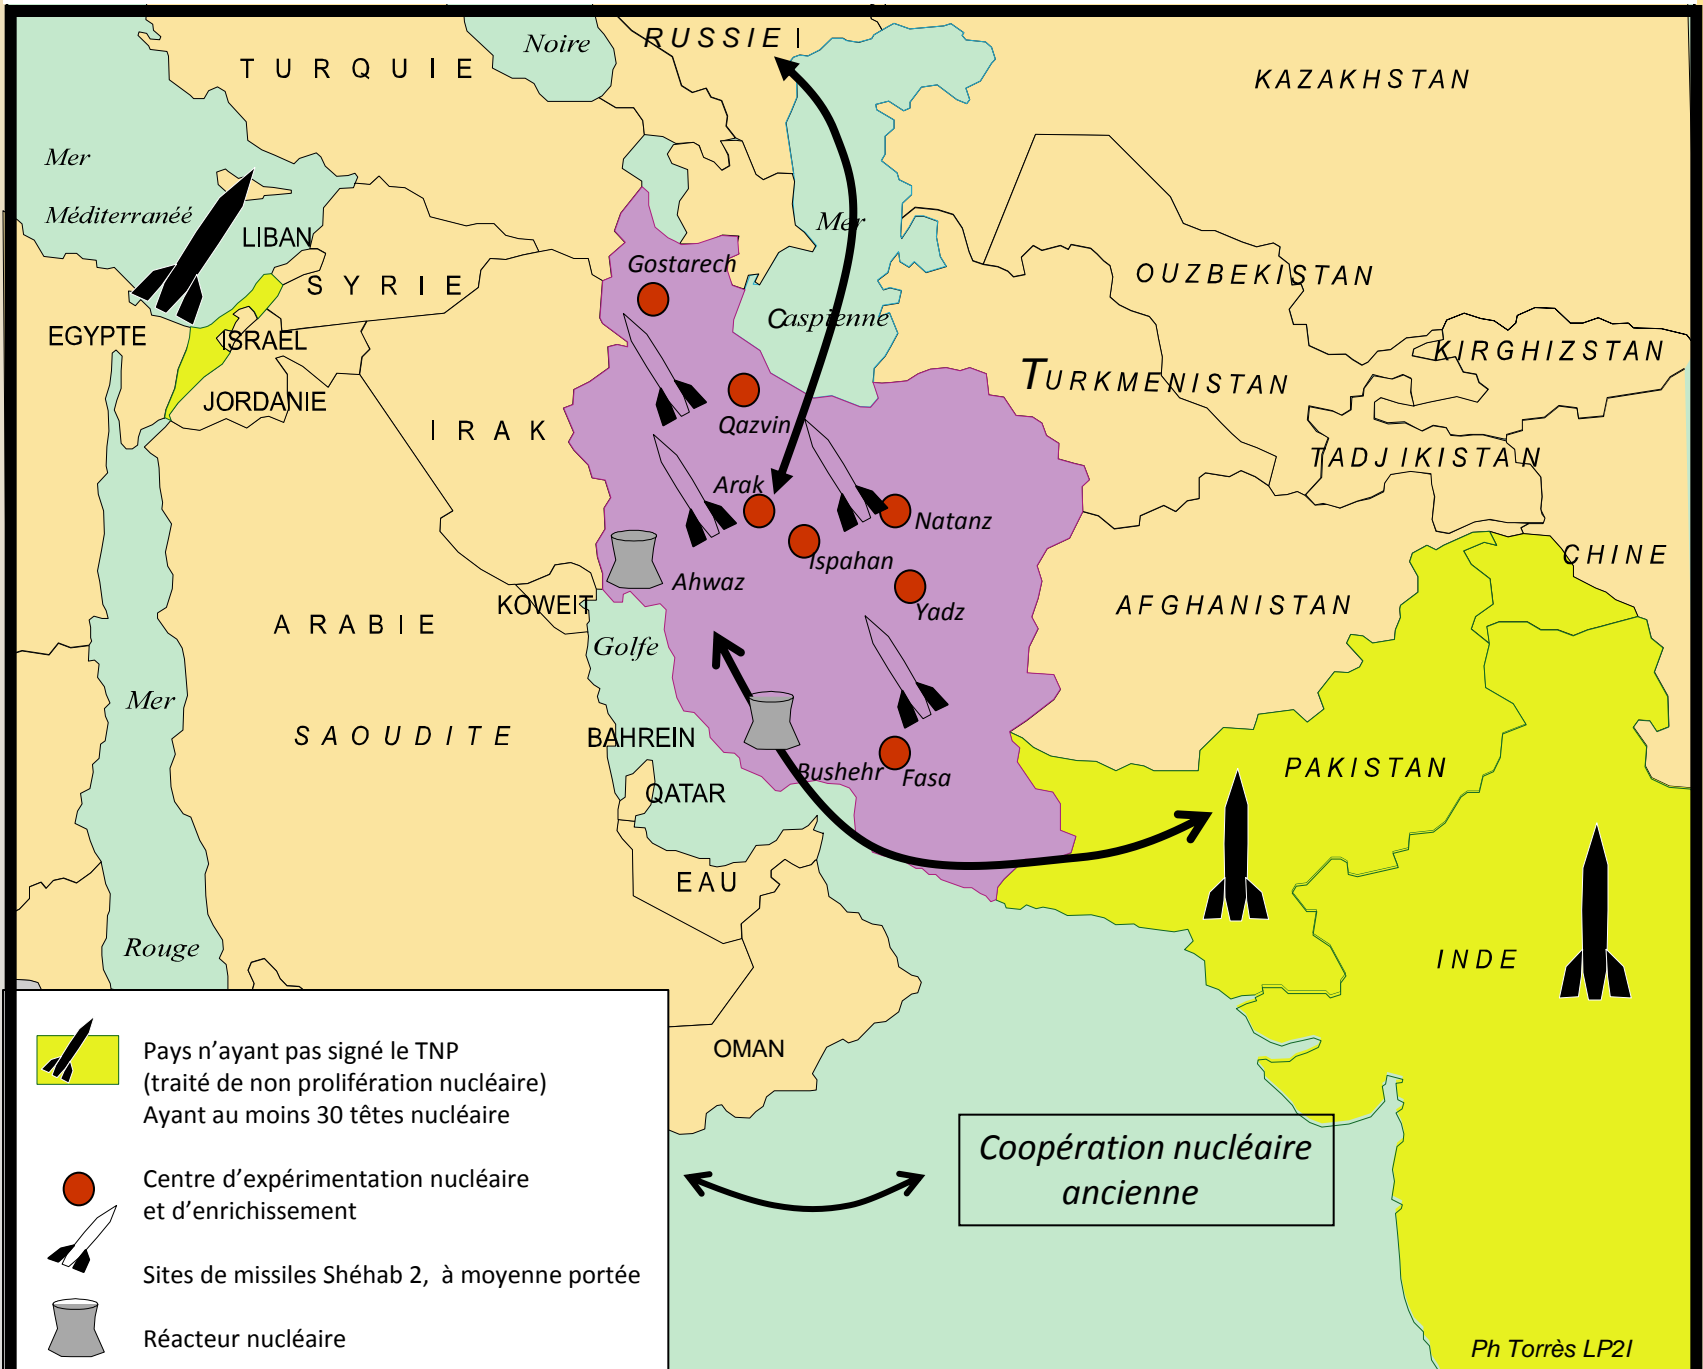 Noire
RUSSIE
TURQUIE
KAZAKHSTAN
Mer
Méditerranéé
LIBAN
Mer
SYRIE
Gostarech
OUZBEKISTAN
Caspienne
EGYPTE
ISRAEL
KIRGHIZSTAN
TURKMENISTAN
JORDANIE
IRAK
Qazvin
TADJIKISTAN
Arak
Natanz
Ispahan
CHINE
Ahwaz
KOWEIT
Yadz
AFGHANISTAN
ARABIE
Golfe
Mer
SAOUDITE
BAHREIN
Bushehr
Fasa
PAKISTAN
QATAR
EAU
Rouge
INDE
OMAN
Pays n’ayant pas signé le TNP
(traité de non prolifération nucléaire)
Ayant au moins 30 têtes nucléaire
Centre d’expérimentation nucléaire
et d’enrichissement
Sites de missiles Shéhab 2, à moyenne portée
Réacteur nucléaire
Coopération nucléaire
ancienne
Ph Torrès LP2I